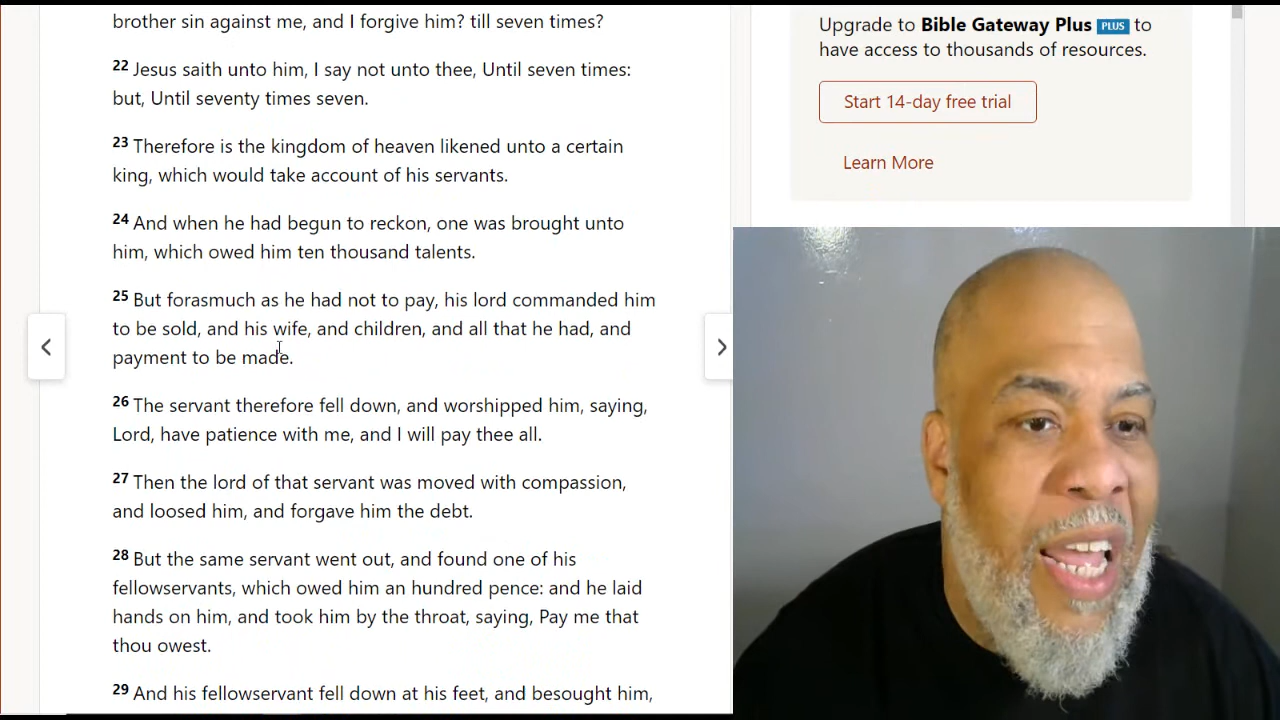 brother sin against me, and I forgive him? till seven times?
22 Jesus saith unto him, I say not unto thee, Until seven times:
but, Until seventy times seven.
23 Therefore is the kingdom of heaven likened unto a certain
king, which would take account of his servants.
24 And when he had begun to reckon, one was brought unto
him, which owed him ten thousand talents.
25 But forasmuch as he had not to pay, his lord commanded him
to be sold, and his wife, and children, and all that he had, and
payment to be made.
26 The servant therefore fell down, and worshipped him, saying,
Lord, have patience with me, and I will pay thee all.
27 Then the lord of that servant was moved with compassion,
and loosed him, and forgave him the debt.
28 But the same servant went out, and found one of his
fellowservants, which owed him an hundred pence: and he laid
hands on him, and took him by the throat, saying, Pay me that
thou owest.
29 And his fellowservant fell down at his feet, and besought him,
Upgrade to Bible Gateway Plus PLUS to
have access to thousands of resources.
Start 14-day free trial
Learn More